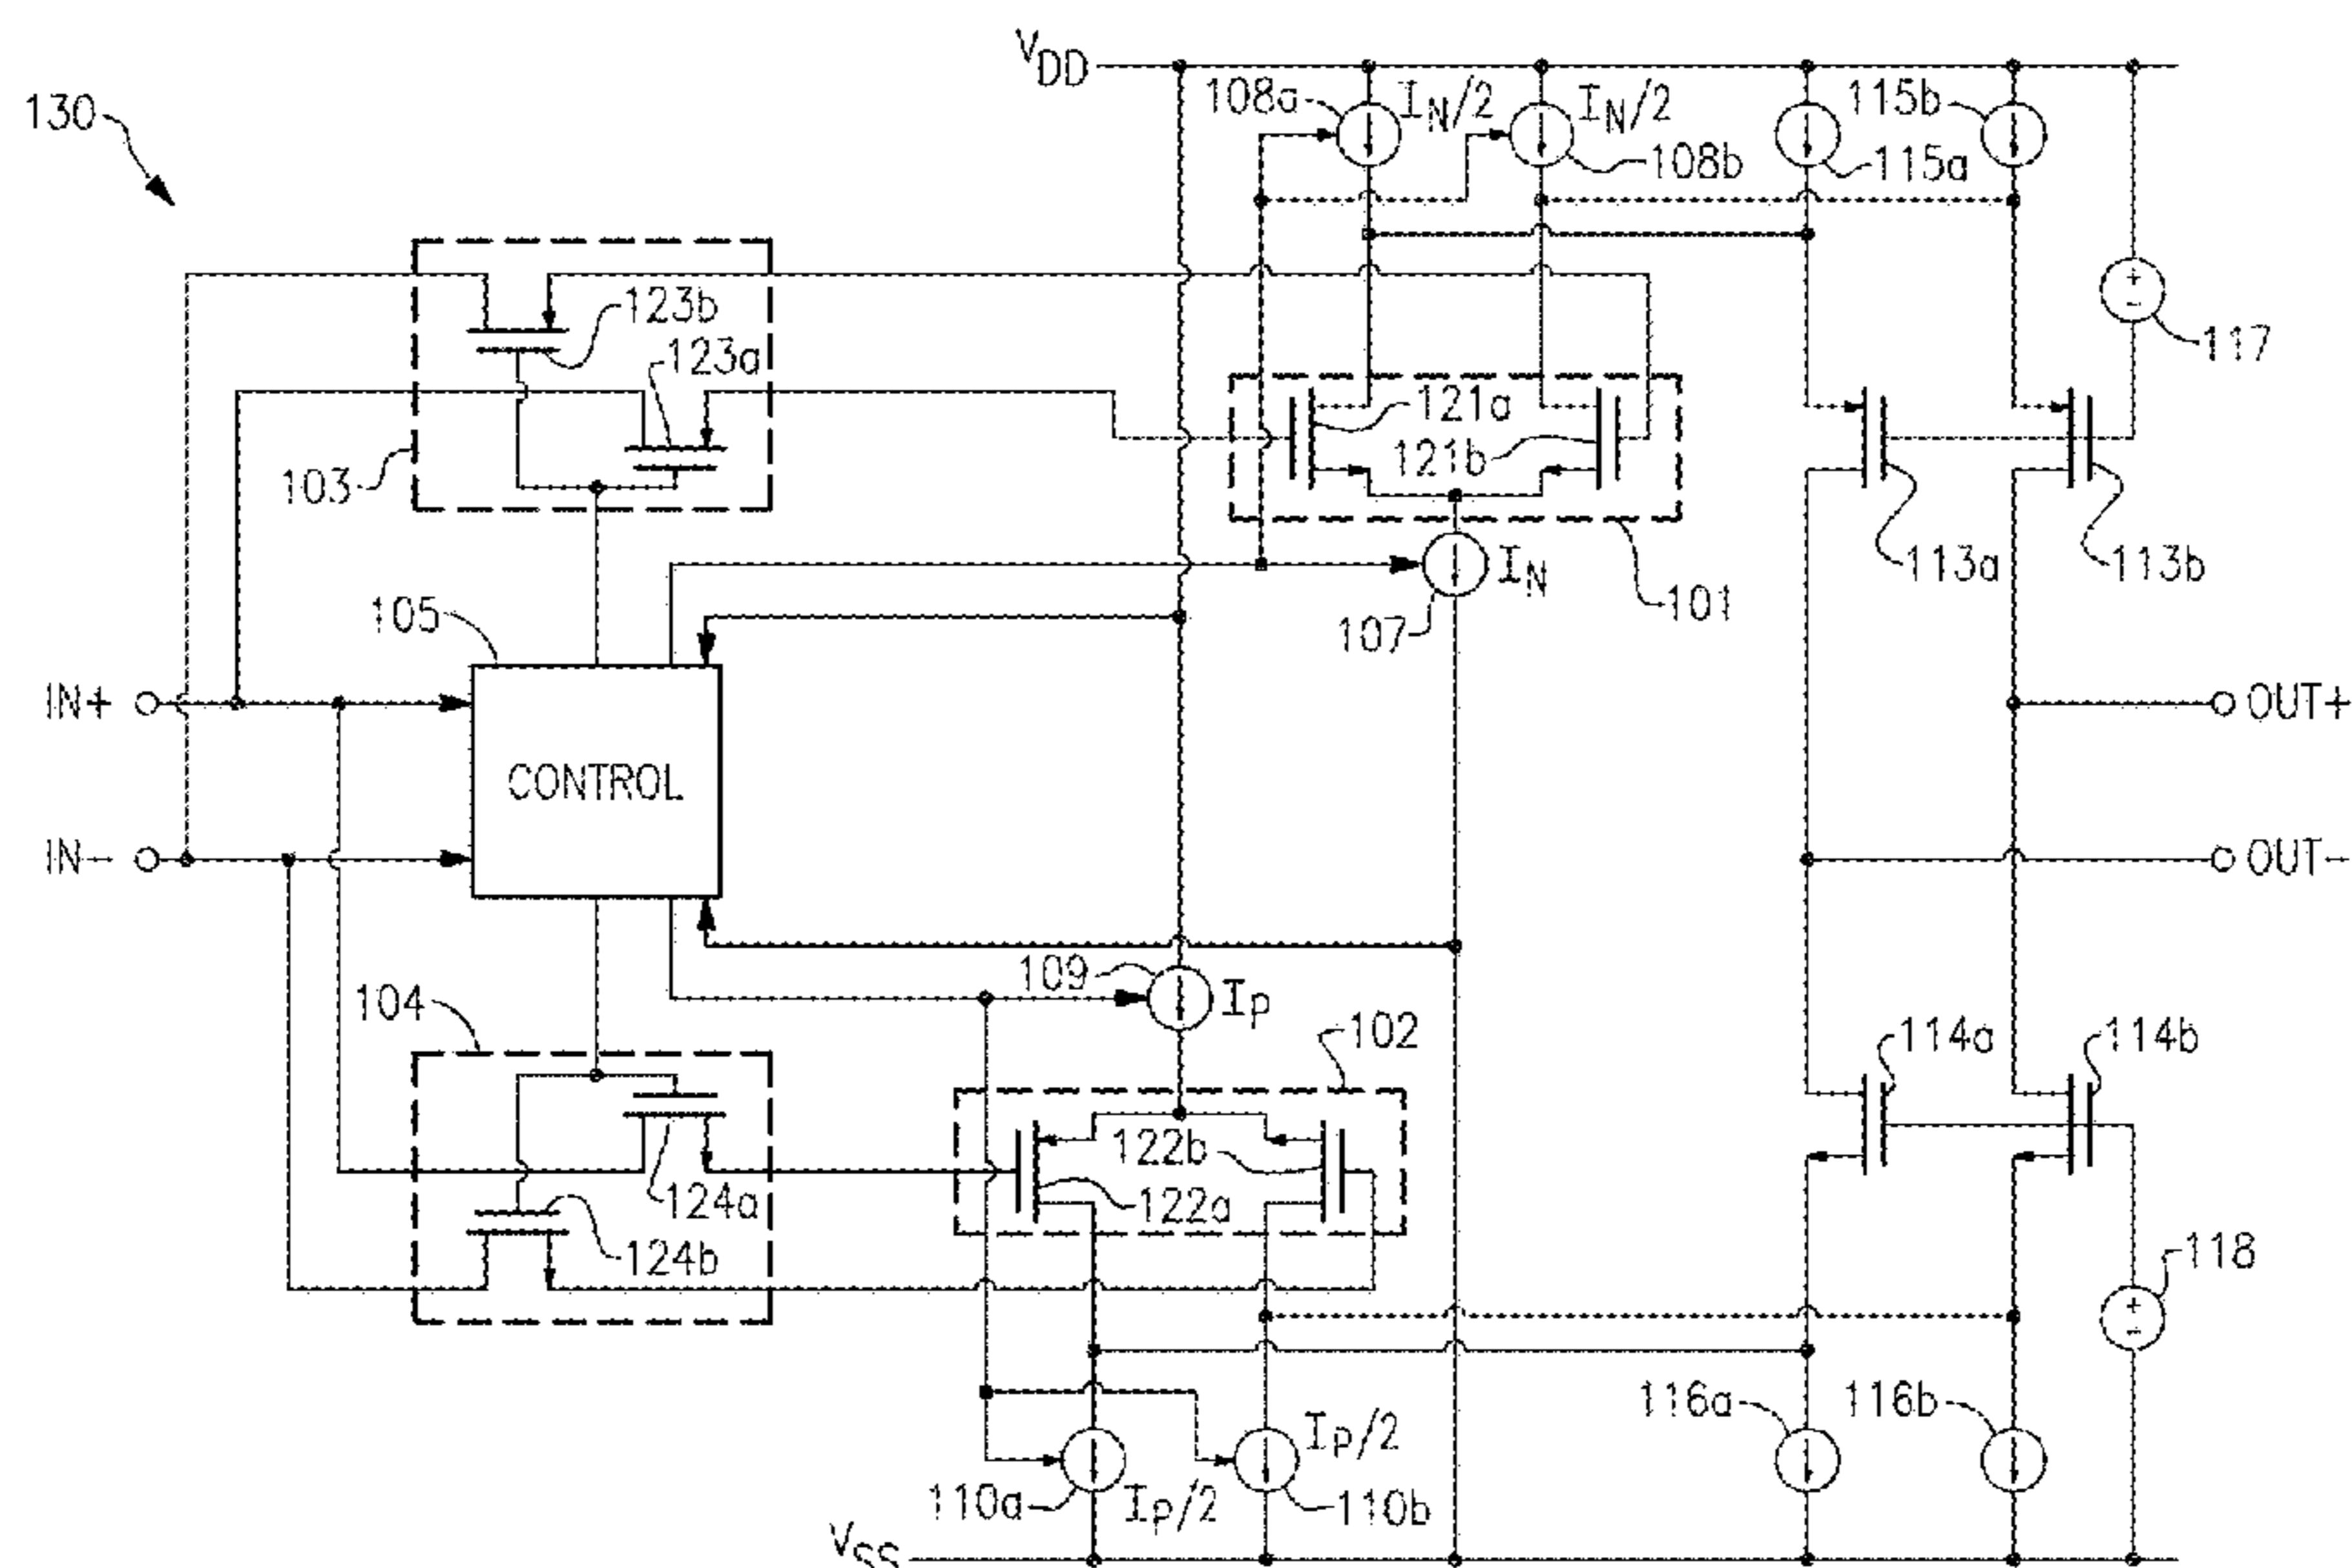 VDD
130
108a
IN/2
IN/2
115b
108b
115a
123b
123a
117
121a
121b
103
113a
113b
IN
101
107
105
IN+
OUT+
CONTROL
IN-
OUT-
109
IP
104
102
114a
114b
122b
122a
124a
124b
118
116a
116b
IP/2
110a
IP/2
110b
VSS
+
-
+
-